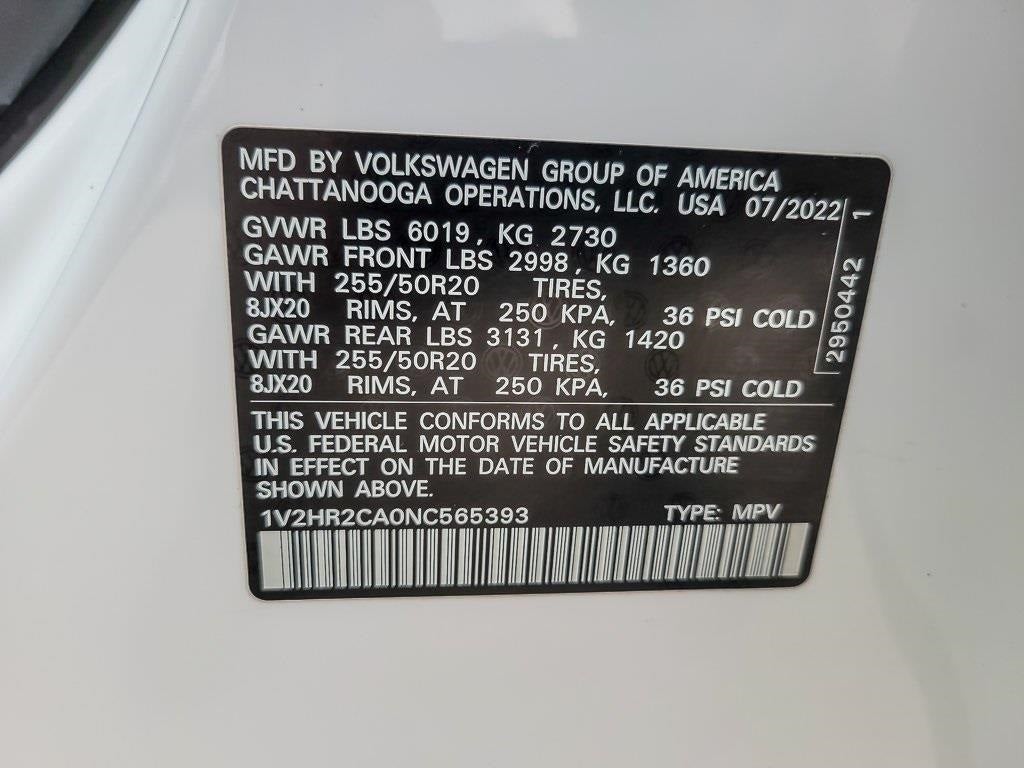 MFD BY VOLKSWAGEN GROUP OF AMERICA
CHATTANOOGA OPERATIONS, LLC. USA 07/2022
GVWR LBS 6019, KG 2730
GAWR FRONT LBS 2998, KG 1360
WITH 255/50R20 TIRES,
8JX20 RIMS, AT 250 KPA, 36 PSI COLD
GAWR REAR LBS 3131, KG 1420
WITH 255/50R20 TIRES,
8JX20 RIMS, AT 250 KPA, 36 PSI COLD
2950442 1
THIS VEHICLE CONFORMS TO ALL APPLICABLE
U.S. FEDERAL MOTOR VEHICLE SAFETY STANDARDS
IN EFFECT ON THE DATE OF MANUFACTURE
SHOWN ABOVE.
1V2HR2CA0NC565393 TYPE: MPV